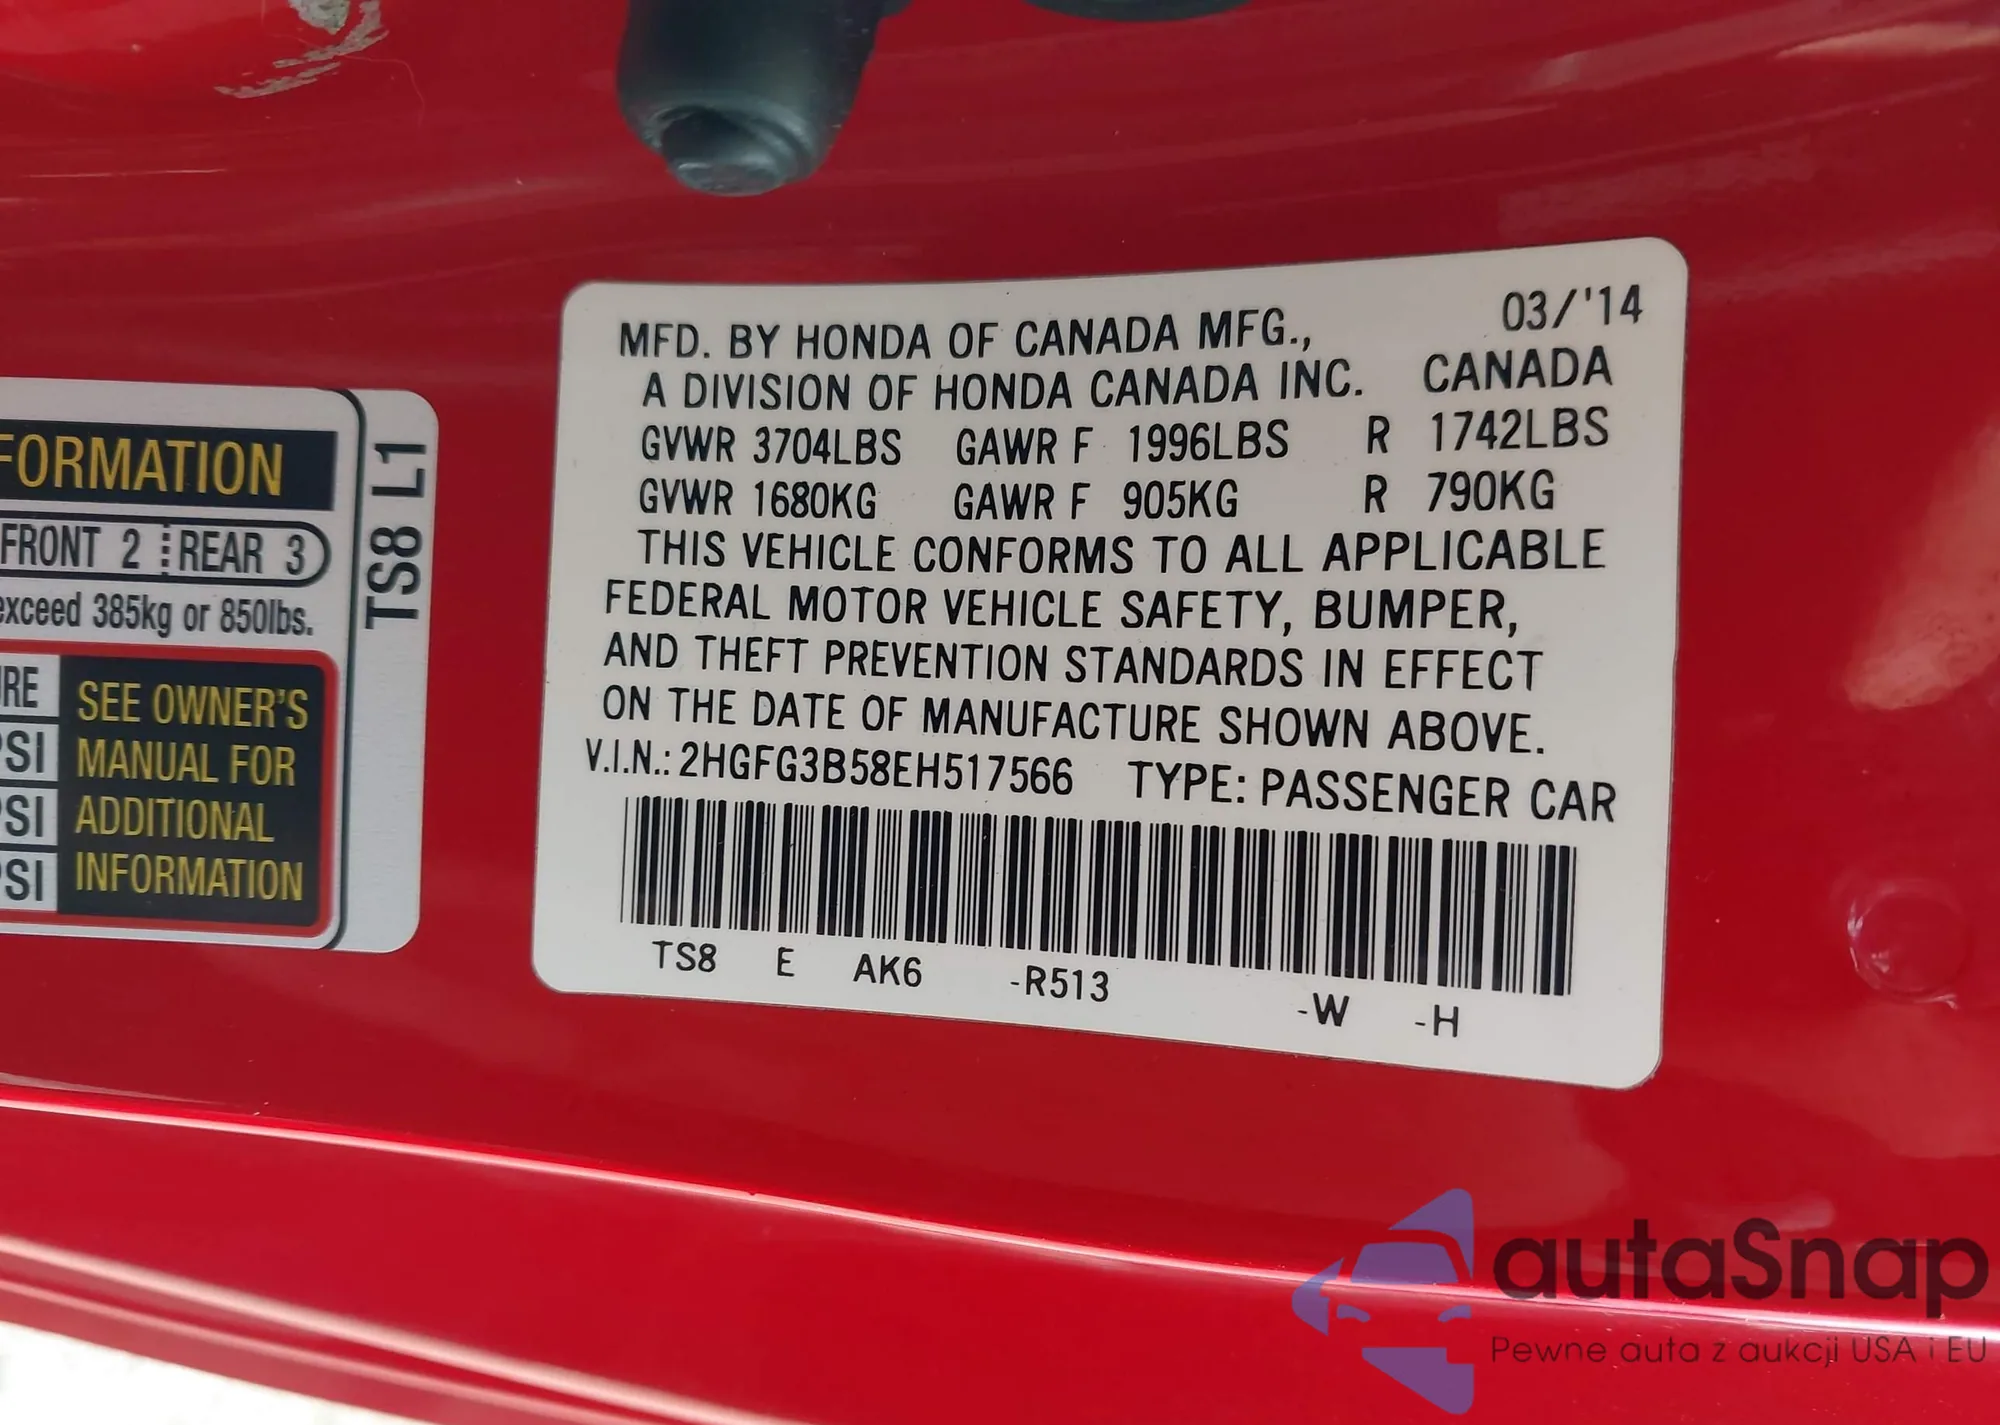 FORMATION
FRONT 2 REAR 3
exceed 385kg or 850lbs.
RE
PSI
PSI
PSI
SEE OWNER'S
MANUAL FOR
ADDITIONAL
INFORMATION
TS8 L1
03/'14
MFD. BY HONDA OF CANADA MFG.,
A DIVISION OF HONDA CANADA INC. CANADA
GVWR 3704LBS GAWR F 1996LBS R 1742LBS
GVWR 1680KG GAWR F 905KG R 790KG
THIS VEHICLE CONFORMS TO ALL APPLICABLE
FEDERAL MOTOR VEHICLE SAFETY, BUMPER,
AND THEFT PREVENTION STANDARDS IN EFFECT
ON THE DATE OF MANUFACTURE SHOWN ABOVE.
V.I.N.: 2HGFG3B58EH517566 TYPE: PASSENGER CAR
TS8 E AK6 -R513 -W -H
autaSnap
Pewne auta z aukcji USA i EU